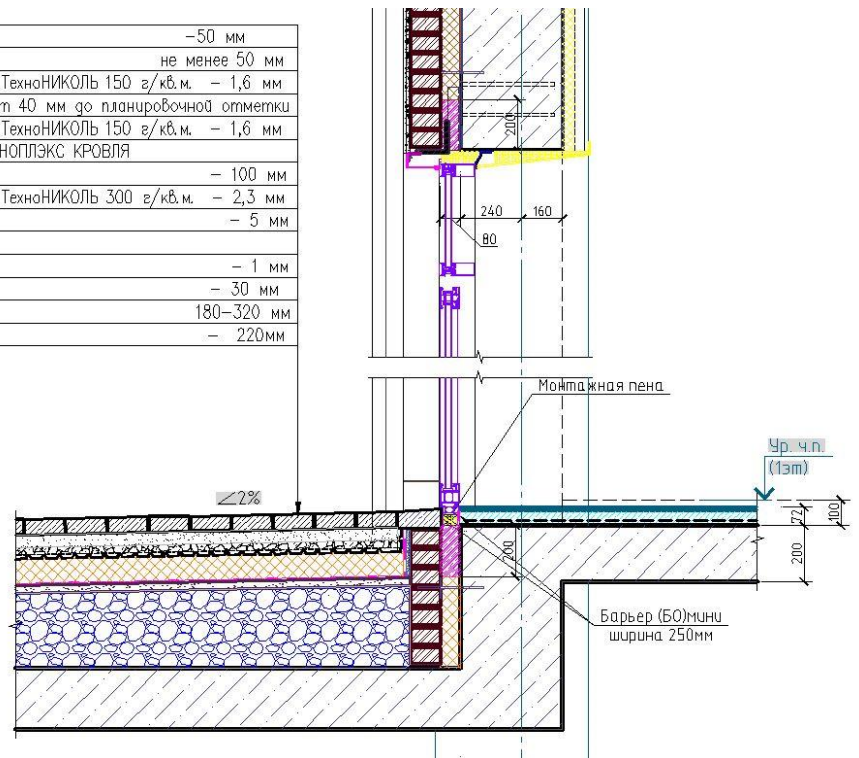 -50 мм
не менее 50 мм
ТехноНИКОЛЬ 150 г/кв.м. - 1,6 мм
т 40 мм до планировочной отметки
ТехноНИКОЛЬ 150 г/кв.м. - 1,6 мм
НОПЛЭКС КРОВЛЯ
- 100 мм
ТехноНИКОЛЬ 300 г/кв.м. - 2,3 мм
- 5 мм
- 1 мм
- 30 мм
180-320 мм
- 220мм
200
240
160
80
Монтажная пена
Ур. ч.п.
(1эт)
2%
72
100
200
200
Барьер (БО)мини
ширина 250мм